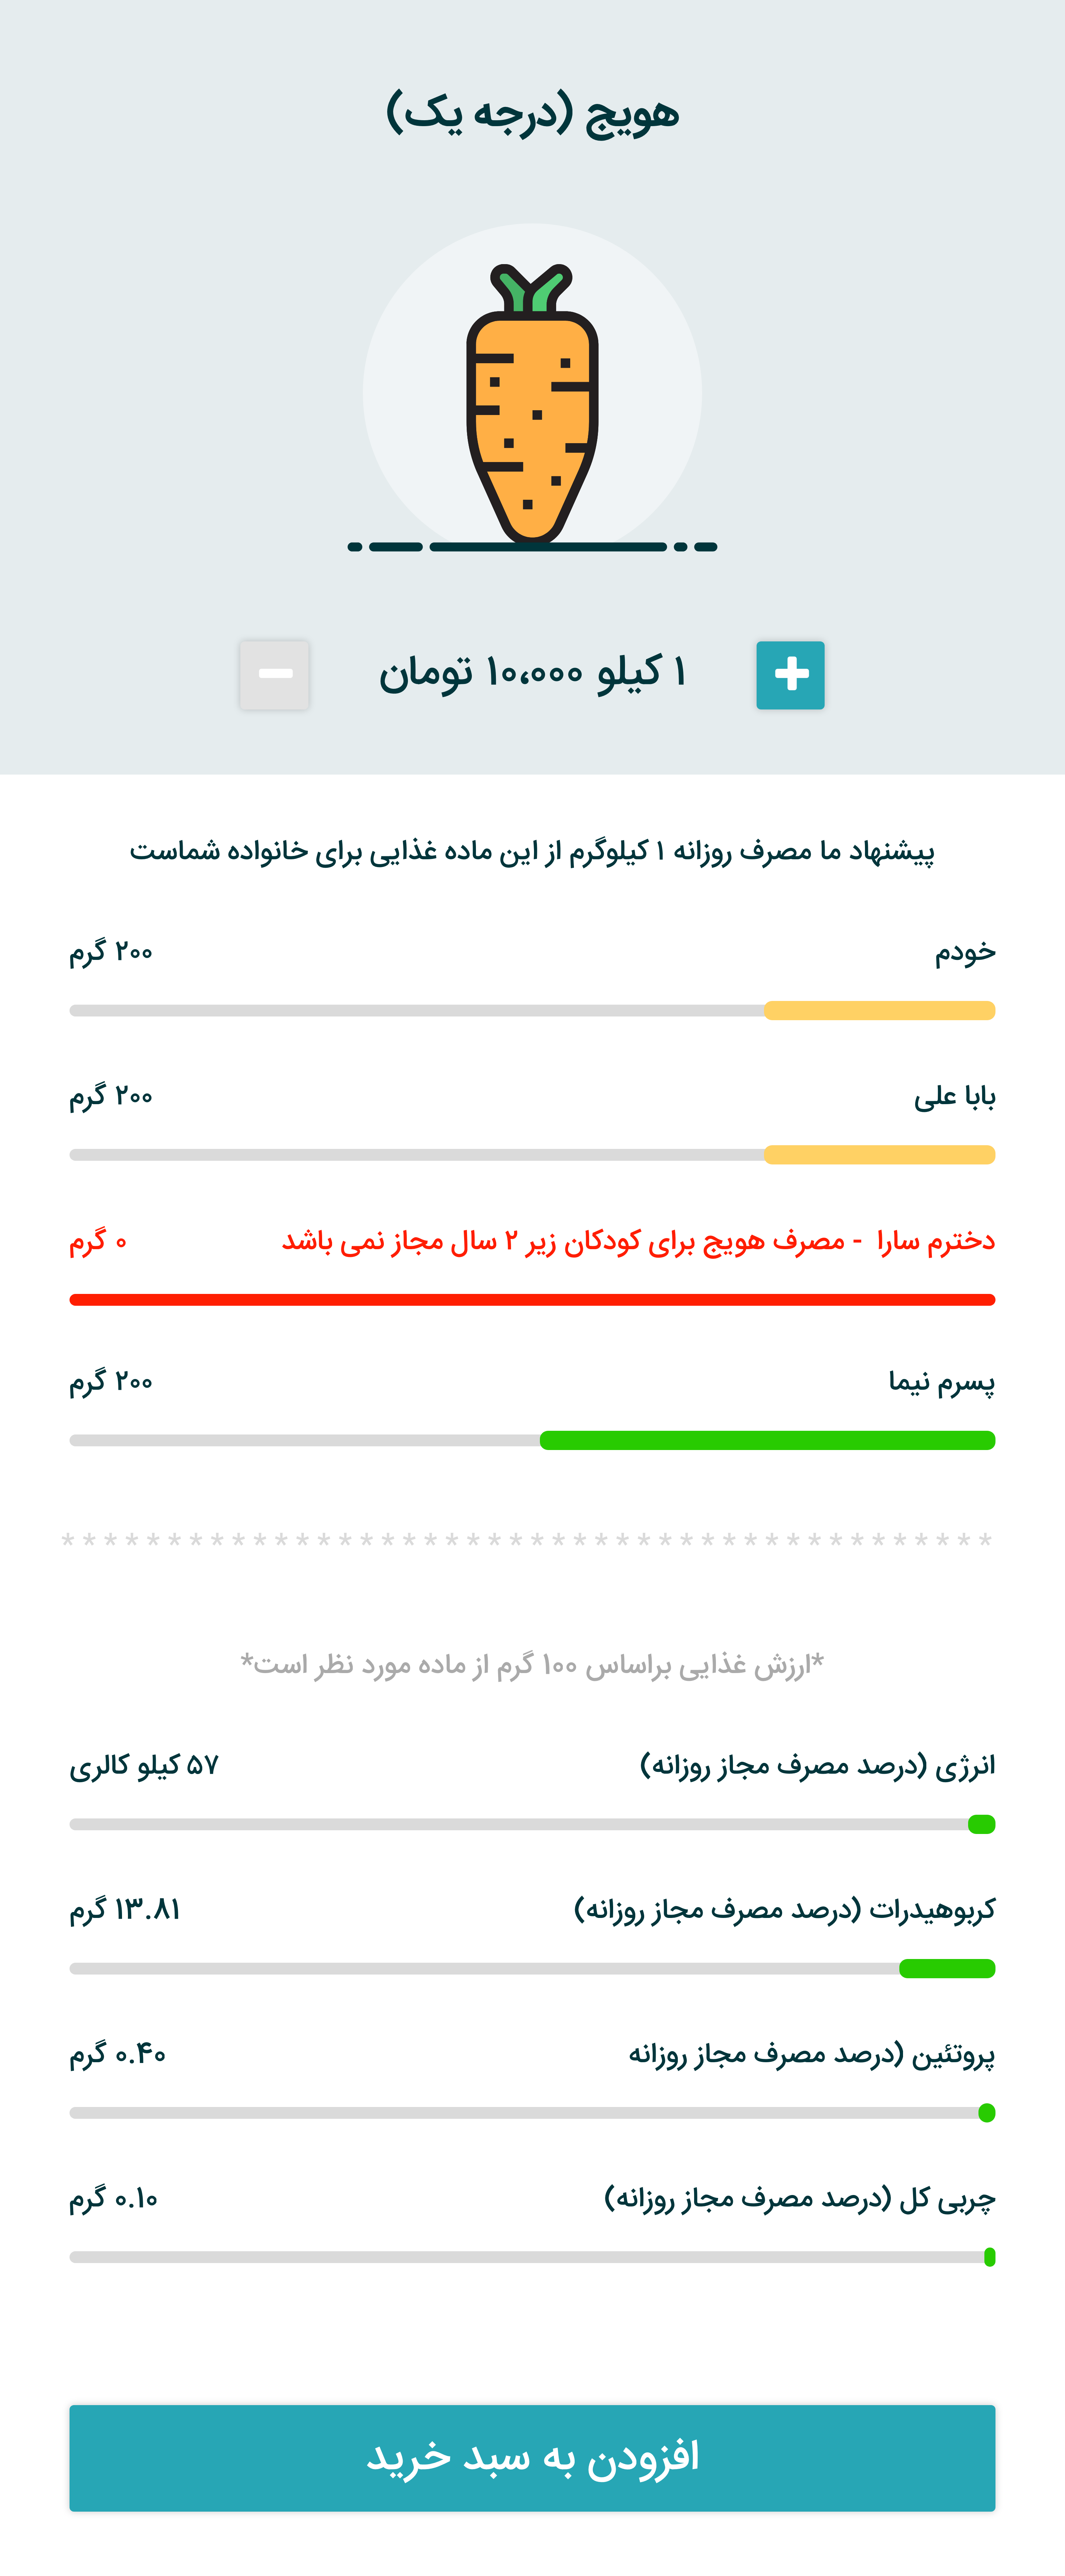 هویج (درجه یک)
۱ کیلو ۱۰،۰۰۰ تومان
پیشنهاد ما مصرف روزانه ۱ کیلوگرم از این ماده غذایی برای خانواده شماست
خودم ۲۰۰ گرم
بابا علی ۲۰۰ گرم
دخترم سارا - مصرف هویج برای کودکان زیر ۲ سال مجاز نمی باشد ۰ گرم
پسرم نیما ۲۰۰ گرم
* * * * * * * * * * * * * * * * * * * * * * * * * * * * * * * * * * * * * * * * * * * *
*ارزش غذایی براساس ۱۰۰ گرم از ماده مورد نظر است*
انرژی (درصد مصرف مجاز روزانه) ۵۷ کیلو کالری
کربوهیدرات (درصد مصرف مجاز روزانه) ۱۳.۸۱ گرم
پروتئین (درصد مصرف مجاز روزانه ۰.۴۰ گرم
چربی کل (درصد مصرف مجاز روزانه) ۰.۱۰ گرم
افزودن به سبد خرید